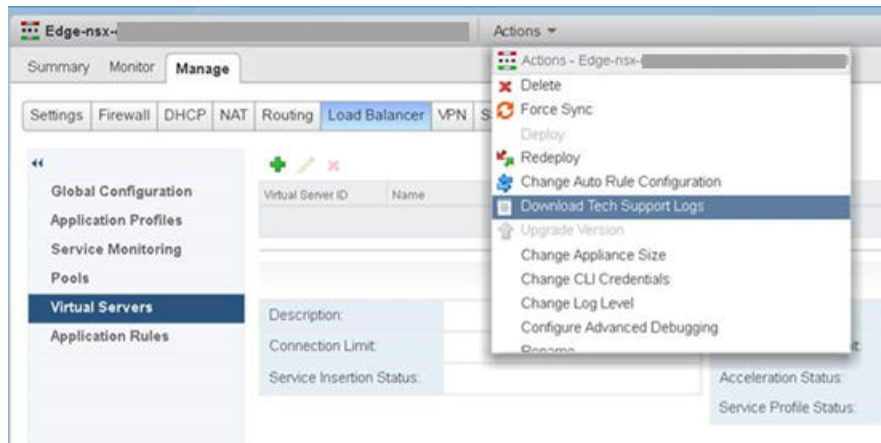 Edge-nsx-
Actions
Summary Monitor Manage
Actions - Edge-nsx-
Delete
Settings Firewall DHCP NAT Routing Load Balancer VPN
Force Sync
Deploy
Redeploy
Global Configuration
Change Auto Rule Configuration
Virtual Server ID Name
Application Profiles
Download Tech Support Logs
Service Monitoring
Upgrade Version
Pools
Change Appliance Size
Change CLI Credentials
Virtual Servers
Change Log Level
Description:
Application Rules
Configure Advanced Debugging
Connection Limit:
Rename
Service Insertion Status:
Acceleration Status:
Service Profile Status: